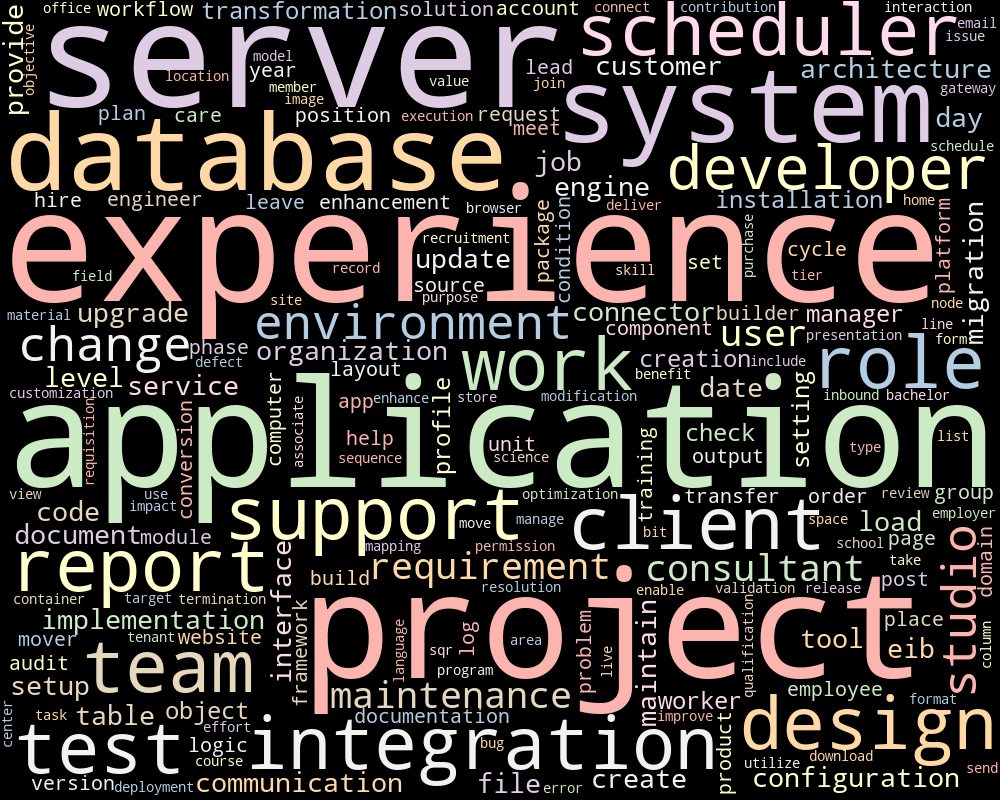 office
workflow
transformation
solution
account
connect
contribution
interaction
provide
objective
server
scheduler
email
issue
model
location
year
member
image
value
lead
join
customer
architecture
gateway
system
plan
care
position
execution
request
meet
day
database
job
developer
schedule
hire
engineer
leave
enhancement
browser
engine
package
condition
deliver
installation
home
experience
recruitment
update
record
field
source
purpose
site
skill
set
purchase
cycle
tier
platform
migration
node
material
upgrade
environment
connector
builder
component
manager
user
line
presentation
form
change
phase
defect
organization
layout
work
creation
include
role
level
service
customization
benefit
date
computer
associate
app
enhance
profile
store
modification
setting
inbound
bachelor
application
requisition
conversion
help
sequence
unit
science
check
output
training
type
list
view
use
impact
code
support
optimization
transfer
order
review
group
employer
client
document
module
move
manage
bit
space
load
school
page
report
mapping
permission
interface
build
requirement
resolution
consultant
take
studio
domain
enable
validation
release
post
container
target
termination
implementation
project
mover
tenant
website
framework
language
sqr
log
area
program
problem
live
maintain
qualification
tool
place
eib
column
audit
team
setup
maintenance
worker
employee
format
center
task
table
object
documentation
improve
product
design
effort
test
logic
course
integration
bug
utilize
download
send
version
deployment
communication
file
error
create
configuration